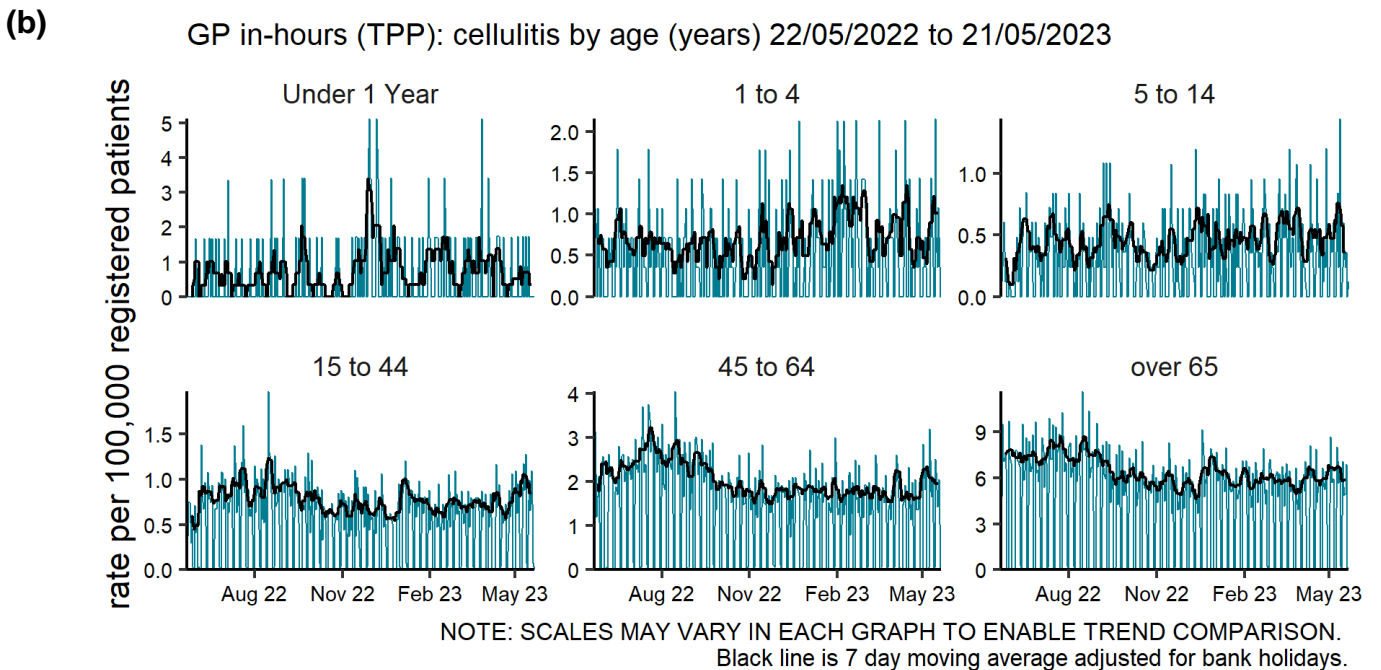 (b)
GP in-hours (TPP): cellulitis by age (years) 22/05/2022 to 21/05/2023
rate per 100,000 registered patients
Under 1 Year
5
4
3
2
1
0
1 to 4
2.0
1.5
1.0
0.5
0.0
5 to 14
1.0
0.5
0.0
15 to 44
1.5
1.0
0.5
0.0
Aug 22 Nov 22 Feb 23 May 23
45 to 64
4
3
2
1
0
Aug 22 Nov 22 Feb 23 May 23
over 65
9
6
3
0
Aug 22 Nov 22 Feb 23 May 23
NOTE: SCALES MAY VARY IN EACH GRAPH TO ENABLE TREND COMPARISON.
Black line is 7 day moving average adjusted for bank holidays.